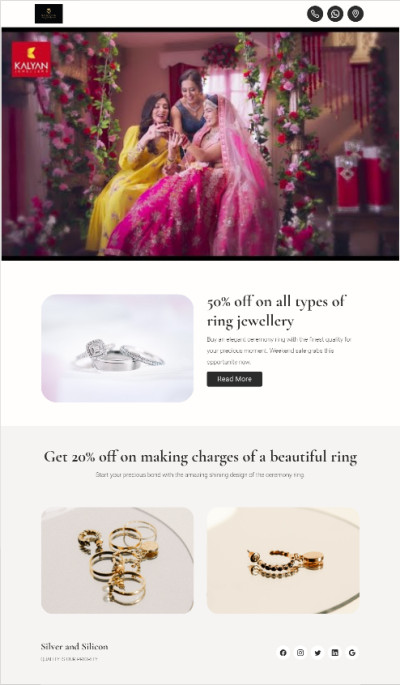 KALYAN
JEWELLERS
50% off on all types of
ring jewellery
Buy an elegant ceremony ring with the finest quality for
your precious moment. Weekend sale grabs this
opportunity now.
Read More
Get 20% off on making charges of a beautiful ring
Start your precious bond with the amazing shining design of the ceremony ring
Silver and Silicon
QUALITY IS OUR PRIORITY